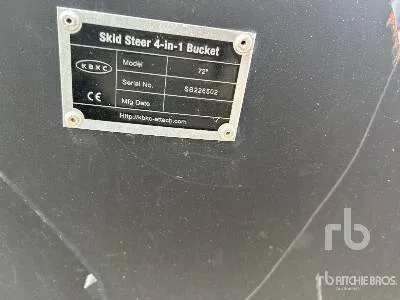 Skid Steer 4-in-1 Bucket
KBKC
Model 72"
Serial No. SB226502
CE
Mfg Date
Http://kbkc-attach.com
rb
rb RITCHIE BROS.